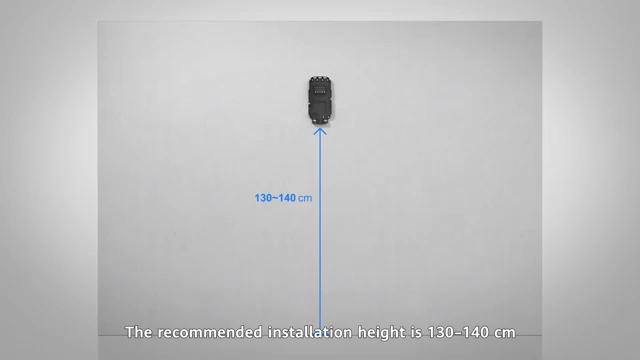 130~140 cm
The recommended installation height is 130–140 cm